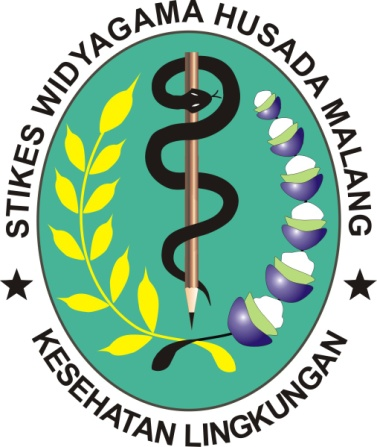 STIKES WIDYAGAMA HUSADA MALANG
KESEHATAN LINGKUNGAN